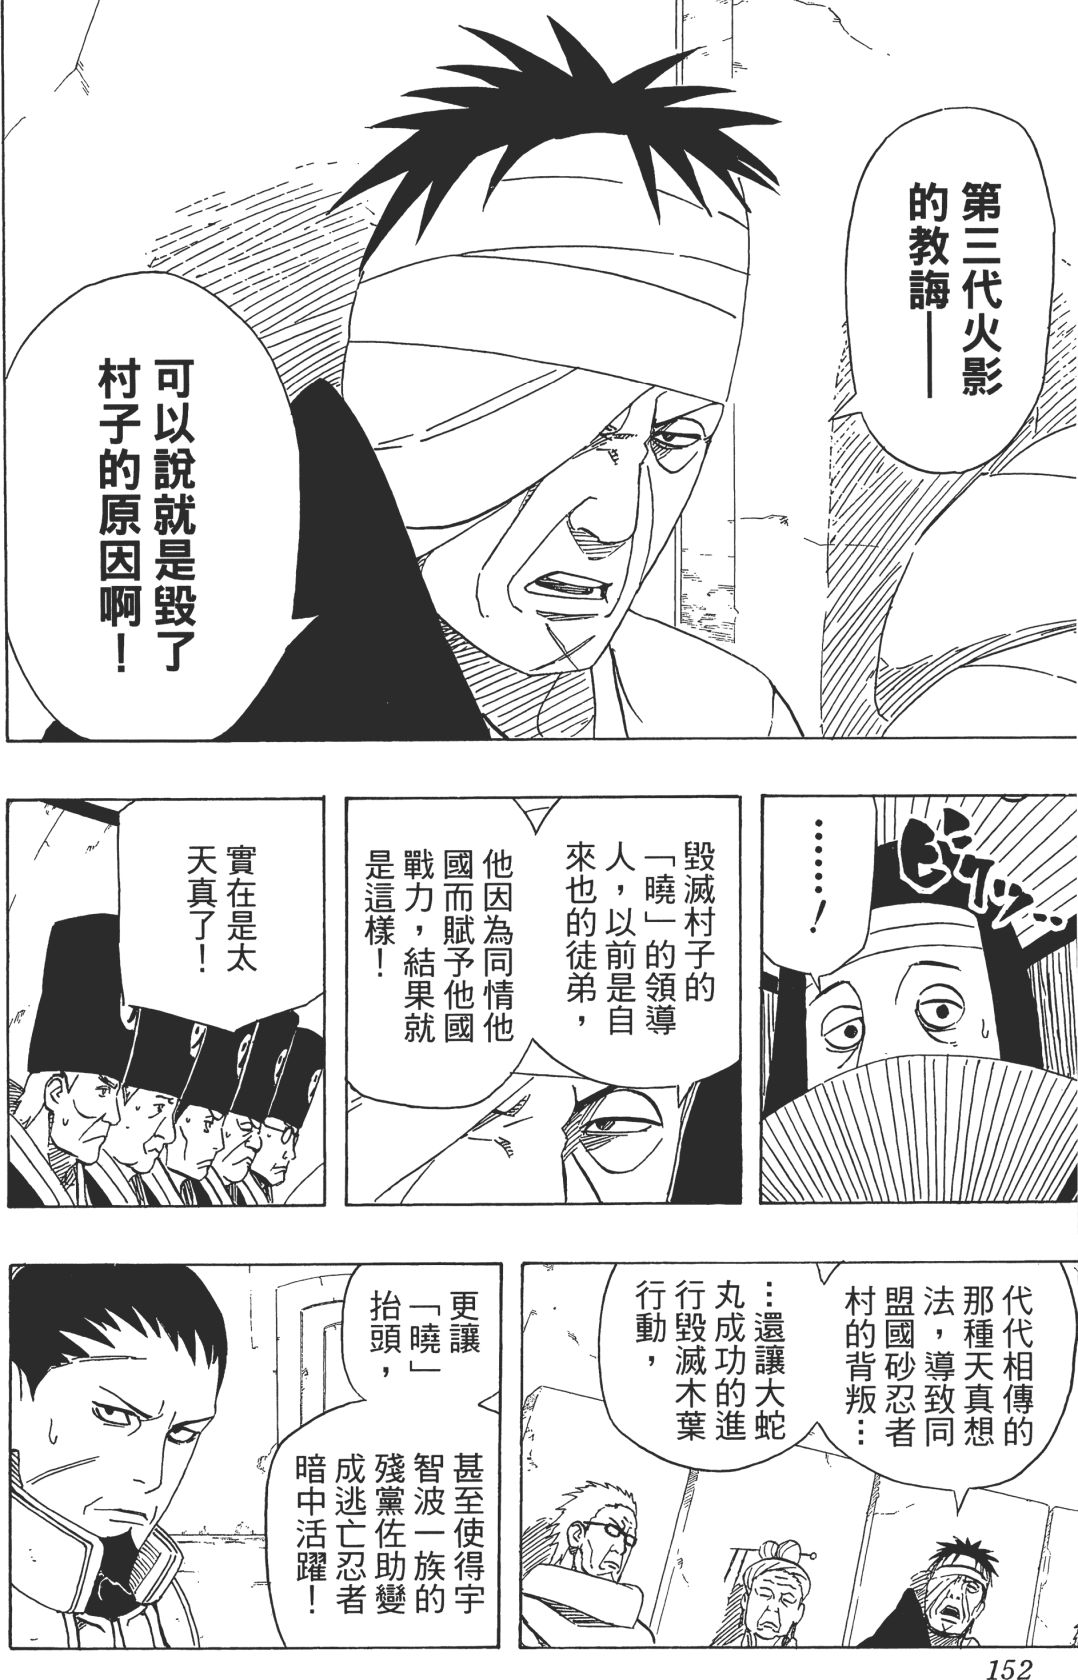 第三代火影
的教誨——
可以說就是毀了
村子的原因啊！
……！
ビクッ…
毀滅村子的
「曉」的領導
人，以前是自
來也的徒弟，
他因為同情他
國而賦予他國
戰力，結果就
是這樣！
實在是太
天真了！
代代相傳的
那種天真想
法，導致同
盟國砂忍者
村的背叛…
…還讓大蛇
丸成功的進
行毀滅木葉
行動，
更讓
「曉」
抬頭，
甚至使得宇
智波一族的
殘黨佐助變
成逃亡忍者
暗中活躍！
152